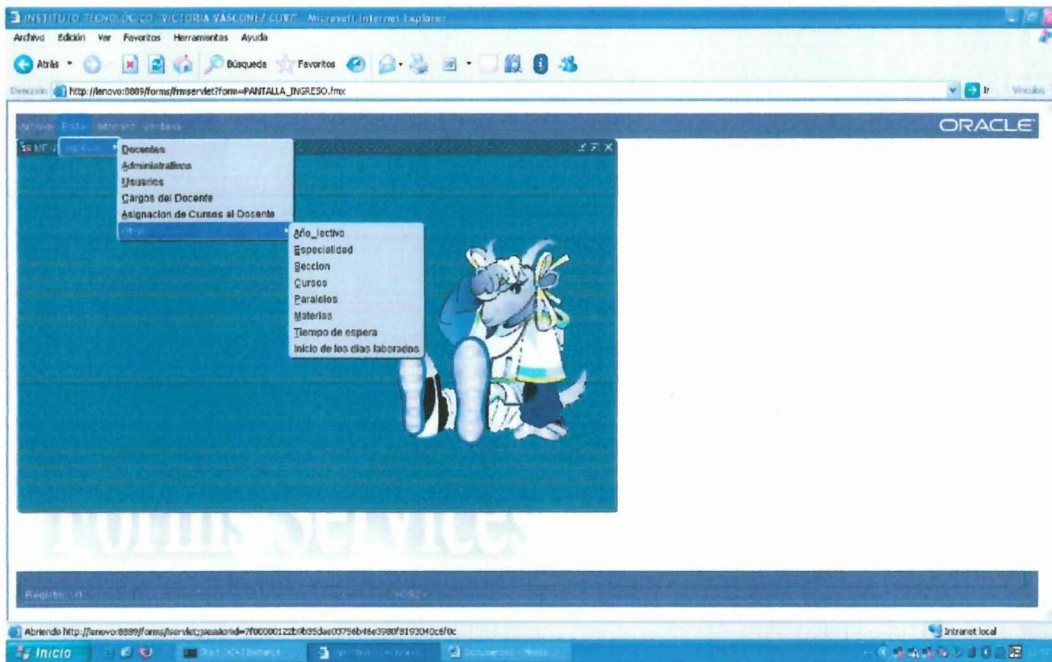 INSTITUTO TECNOLÓGICO "VICTORIA VÁSCONEZ CUVI" - Microsoft Internet Explorer
Archivo Edición Ver Favoritos Herramientas Ayuda
Atrás Búsqueda Favoritos
Dirección http://lenovo:8889/forms/frmservlet?form=PANTALLA_INGRESO.fmx Ir Vínculos
ORACLE
Docentes
Administrativos
Usuarios
Cargos del Docente
Asignacion de Cursos al Docente
Año_lectivo
Especialidad
Seccion
Cursos
Paralelos
Materias
Tiempo de espera
Inicio de los dias laborados
Forms Services
Abriendo http://lenovo:8889/forms/lservlet;jsessionid=7f00000122b9b35dae03756b46e3980f8193040c6f0c Intranet local
Inicio